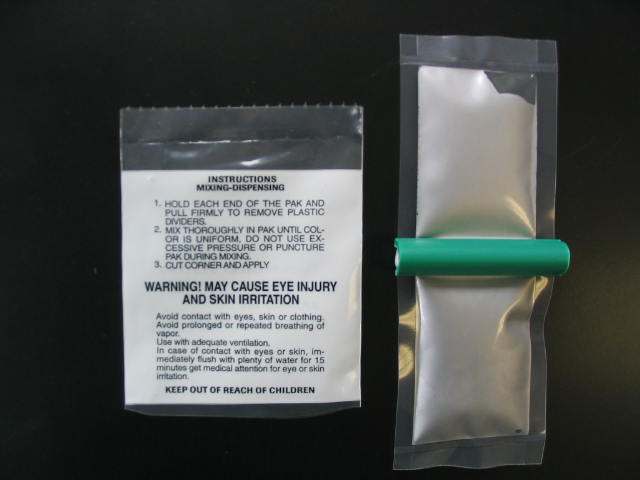 INSTRUCTIONS
MIXING-DISPENSING
1. HOLD EACH END OF THE PAK AND
PULL FIRMLY TO REMOVE PLASTIC
DIVIDERS.
2. MIX THOROUGHLY IN PAK UNTIL COL-
OR IS UNIFORM, DO NOT USE EX-
CESSIVE PRESSURE OR PUNCTURE
PAK DURING MIXING.
3. CUT CORNER AND APPLY
WARNING! MAY CAUSE EYE INJURY
AND SKIN IRRITATION
Avoid contact with eyes, skin or clothing.
Avoid prolonged or repeated breathing of
vapor.
Use with adequate ventilation.
In case of contact with eyes or skin, im-
mediately flush with plenty of water for 15
minutes get medical attention for eye or skin
irritation.
KEEP OUT OF REACH OF CHILDREN